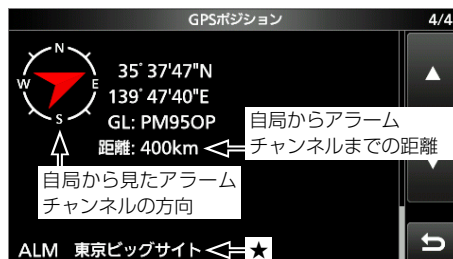 GPSポジション 4/4
N
W E
S
35°37'47"N
139°47'40"E
GL: PM95OP
距離: 400km
自局からアラーム
チャンネルまでの距離
自局から見たアラーム
チャンネルの方向
ALM 東京ビッグサイト ★